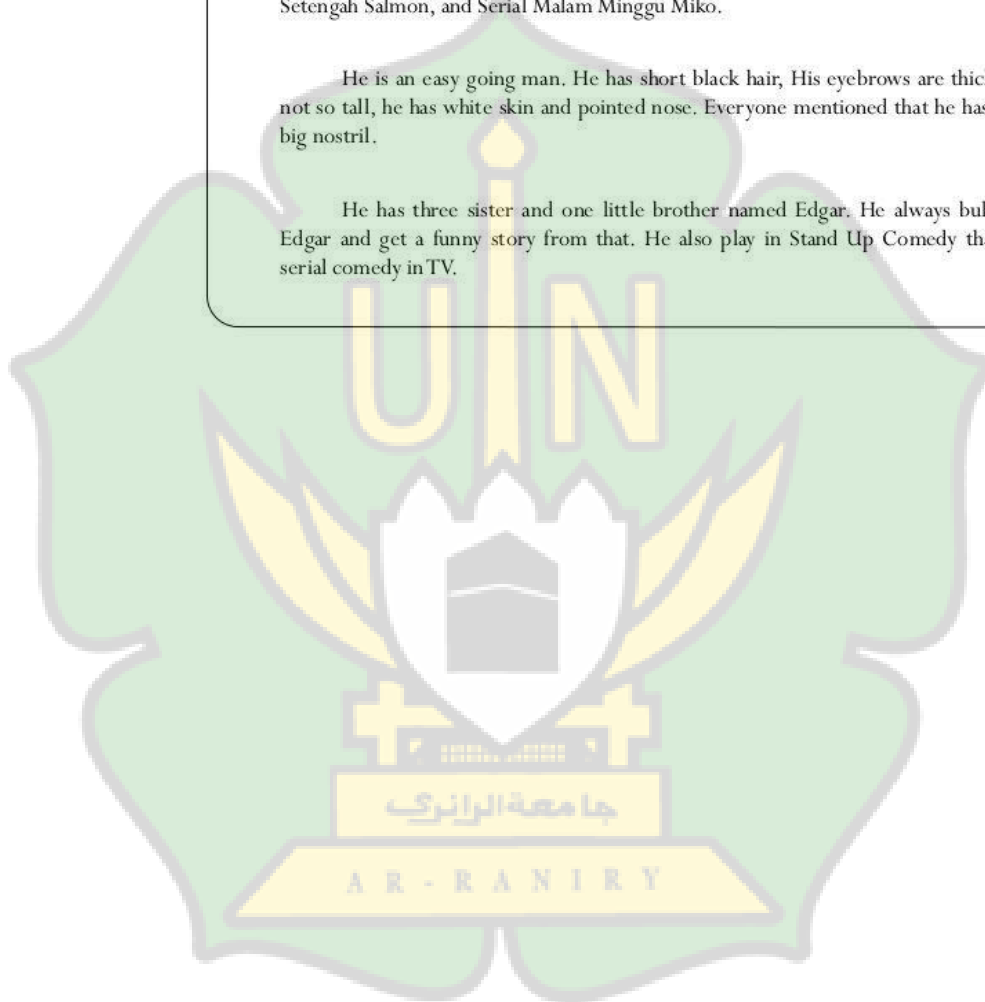 Setengah Salmon, and Serial Malam Minggu Miko.
He is an easy going man. He has short black hair, His eyebrows are
not so tall, he has white skin and pointed nose. Everyone mentioned that he has
big nostril.
He has three sister and one little brother named Edgar. He always
Edgar and get a funny story from that. He also play in Stand Up Comedy
serial comedy in TV.
UIN
جامعة الرانري
AR-RANIRY